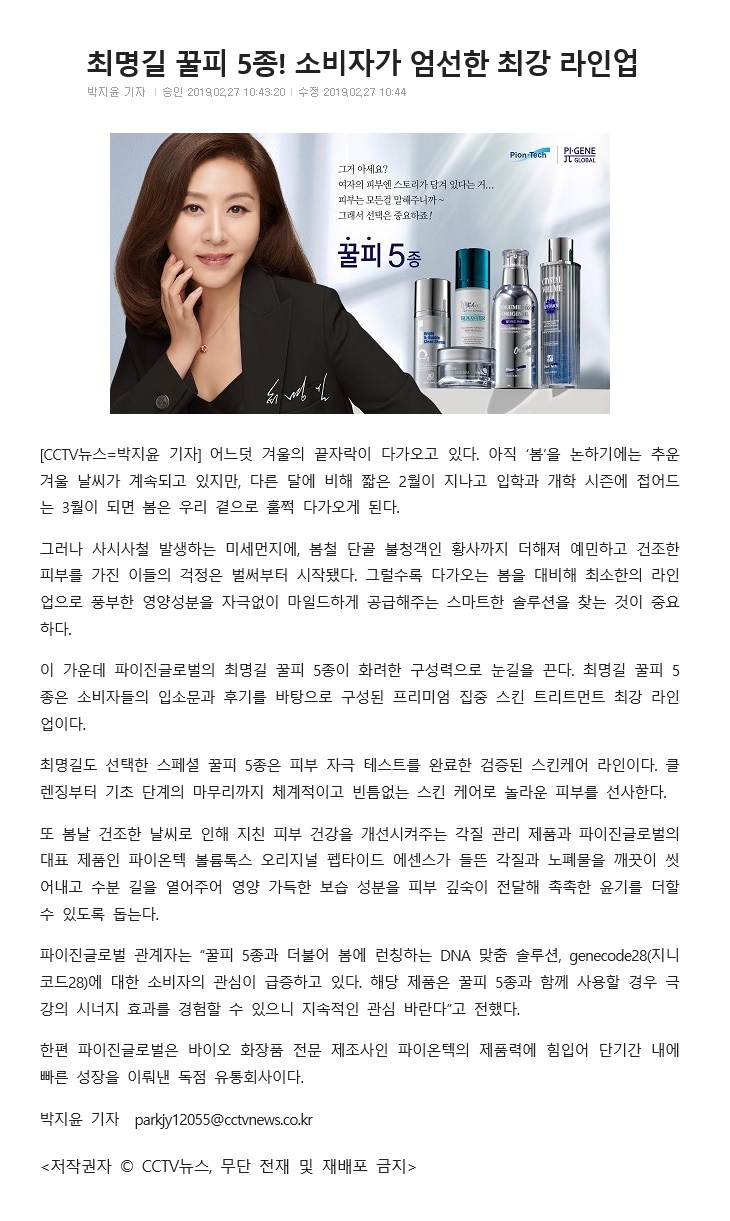 최명길 꿀피 5종! 소비자가 엄선한 최강 라인업
박지윤 기자 | 승인 2019.02.27 10:43:20 | 수정 2019.02.27 10:44
Pion-Tech
PI·GENE
GLOBAL
그거 아세요?
여자의 피부엔 스토리가 담겨 있다는 거...
피부는 모든걸 말해주니까~
그래서 선택은 중요하죠!
꿀피 5종
BOOSTER
CRYSTAL
VOLUME
최명길
[CCTV뉴스=박지윤 기자] 어느덧 겨울의 끝자락이 다가오고 있다. 아직 ‘봄’을 논하기에는 추운
겨울 날씨가 계속되고 있지만, 다른 달에 비해 짧은 2월이 지나고 입학과 개학 시즌에 접어드
는 3월이 되면 봄은 우리 곁으로 훌쩍 다가오게 된다.
그러나 사시사철 발생하는 미세먼지에, 봄철 단골 불청객인 황사까지 더해져 예민하고 건조한
피부를 가진 이들의 걱정은 벌써부터 시작됐다. 그럴수록 다가오는 봄을 대비해 최소한의 라인
업으로 풍부한 영양성분을 자극없이 마일드하게 공급해주는 스마트한 솔루션을 찾는 것이 중요
하다.
이 가운데 파이진글로벌의 최명길 꿀피 5종이 화려한 구성력으로 눈길을 끈다. 최명길 꿀피 5
종은 소비자들의 입소문과 후기를 바탕으로 구성된 프리미엄 집중 스킨 트리트먼트 최강 라인
업이다.
최명길도 선택한 스페셜 꿀피 5종은 피부 자극 테스트를 완료한 검증된 스킨케어 라인이다. 클
렌징부터 기초 단계의 마무리까지 체계적이고 빈틈없는 스킨 케어로 놀라운 피부를 선사한다.
또 봄날 건조한 날씨로 인해 지친 피부 건강을 개선시켜주는 각질 관리 제품과 파이진글로벌의
대표 제품인 파이온텍 볼륨톡스 오리지널 펩타이드 에센스가 들뜬 각질과 노폐물을 깨끗이 씻
어내고 수분 길을 열어주어 영양 가득한 보습 성분을 피부 깊숙이 전달해 촉촉한 윤기를 더할
수 있도록 돕는다.
파이진글로벌 관계자는 “꿀피 5종과 더불어 봄에 런칭하는 DNA 맞춤 솔루션, genecode28(지니
코드28)에 대한 소비자의 관심이 급증하고 있다. 해당 제품은 꿀피 5종과 함께 사용할 경우 극
강의 시너지 효과를 경험할 수 있으니 지속적인 관심 바란다”고 전했다.
한편 파이진글로벌은 바이오 화장품 전문 제조사인 파이온텍의 제품력에 힘입어 단기간 내에
빠른 성장을 이뤄낸 독점 유통회사이다.
박지윤 기자 parkjy12055@cctvnews.co.kr
<저작권자 © CCTV뉴스, 무단 전재 및 재배포 금지>